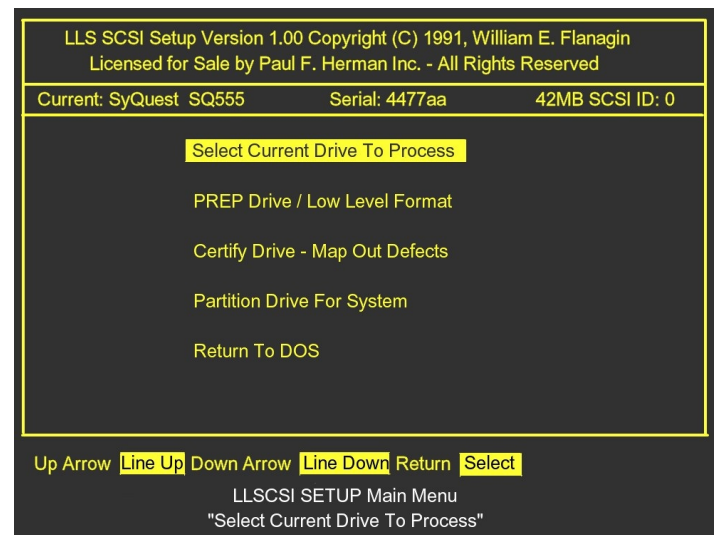 LLS SCSI Setup Version 1.00 Copyright (C) 1991, William E. Flanagin
Licensed for Sale by Paul F. Herman Inc. - All Rights Reserved
Current: SyQuest SQ555 Serial: 4477aa 42MB SCSI ID: 0
Select Current Drive To Process
PREP Drive / Low Level Format
Certify Drive - Map Out Defects
Partition Drive For System
Return To DOS
Up Arrow Line Up Down Arrow Line Down Return Select
LLSCSI SETUP Main Menu
"Select Current Drive To Process"